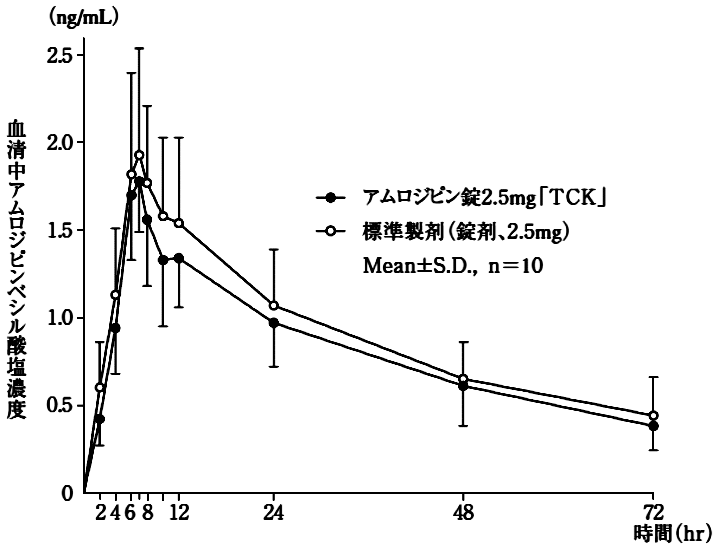 (ng/mL)
2.5
2.0
1.5
1.0
0.5
0
血清中アムロジピンベシル酸塩濃度
アムロジピン錠2.5mg「TCK」
標準製剤(錠剤、2.5mg)
Mean±S.D., n=10
2 4 6 8 12 24 48 72
時間(hr)